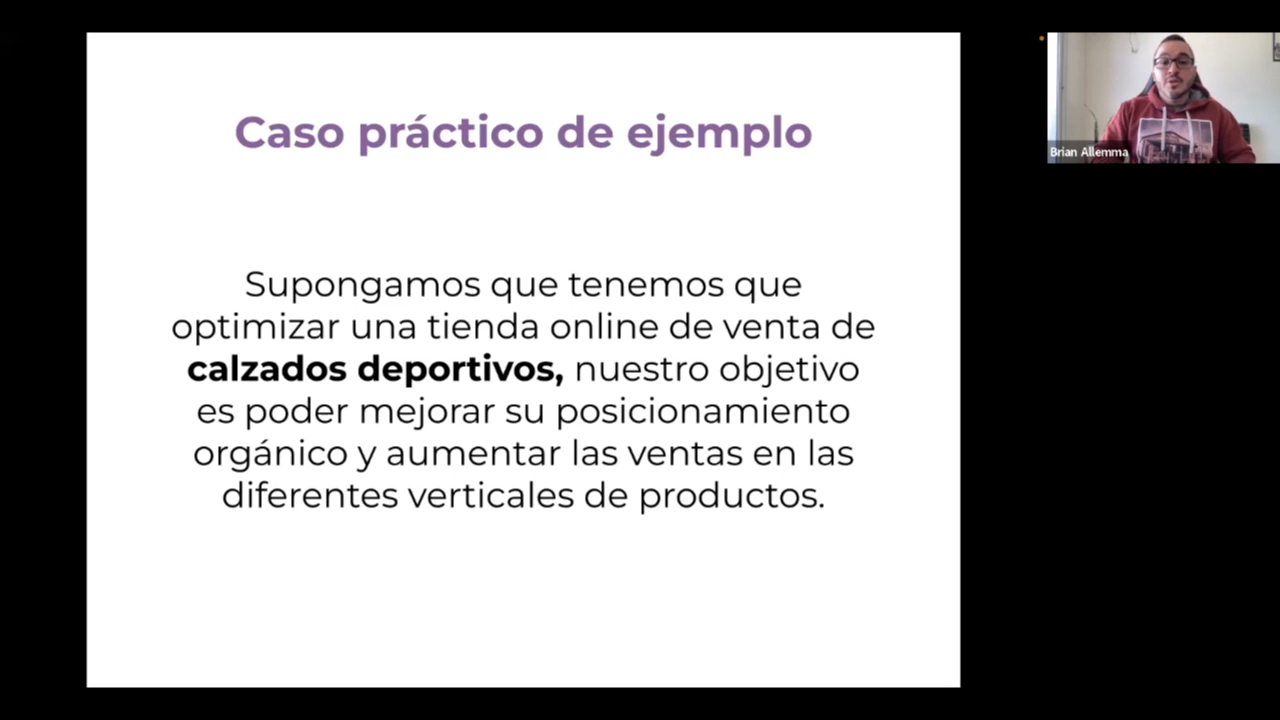 Caso práctico de ejemplo
Supongamos que tenemos que
optimizar una tienda online de venta de
calzados deportivos, nuestro objetivo
es poder mejorar su posicionamiento
orgánico y aumentar las ventas en las
diferentes verticales de productos.
Brian Allemma